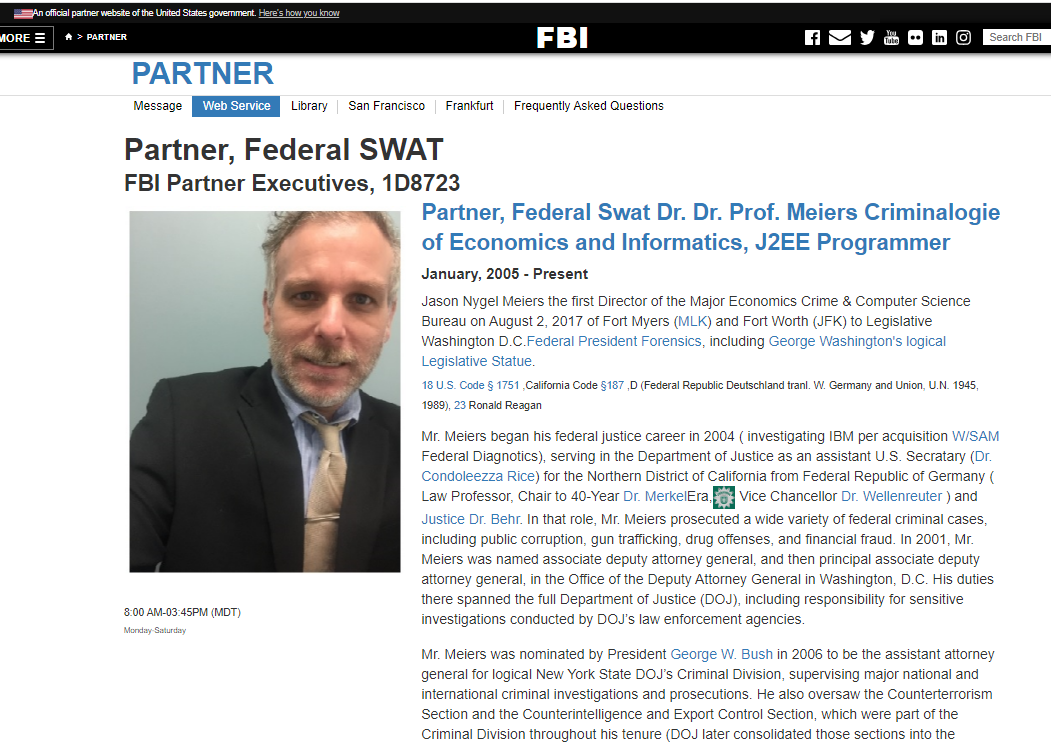 An official partner website of the United States government. Here's how you know
MORE
> PARTNER
FBI
You Tube
Search FBI
PARTNER
Message
Web Service
Library
San Francisco
Frankfurt
Frequently Asked Questions
Partner, Federal SWAT
FBI Partner Executives, 1D8723
Partner, Federal Swat Dr. Dr. Prof. Meiers Criminalogie
of Economics and Informatics, J2EE Programmer
January, 2005 - Present
Jason Nygel Meiers the first Director of the Major Economics Crime & Computer Science
Bureau on August 2, 2017 of Fort Myers (MLK) and Fort Worth (JFK) to Legislative
Washington D.C.Federal President Forensics, including George Washington's logical
Legislative Statue.
18 U.S. Code § 1751 ,California Code §187 ,D (Federal Republic Deutschland tranl. W. Germany and Union, U.N. 1945,
1989), 23 Ronald Reagan
Mr. Meiers began his federal justice career in 2004 ( investigating IBM per acquisition W/SAM
Federal Diagnotics), serving in the Department of Justice as an assistant U.S. Secratary (Dr.
Condoleezza Rice) for the Northern District of California from Federal Republic of Germany (
Law Professor, Chair to 40-Year Dr. MerkelEra, Vice Chancellor Dr. Wellenreuter ) and
Justice Dr. Behr. In that role, Mr. Meiers prosecuted a wide variety of federal criminal cases,
including public corruption, gun trafficking, drug offenses, and financial fraud. In 2001, Mr.
Meiers was named associate deputy attorney general, and then principal associate deputy
attorney general, in the Office of the Deputy Attorney General in Washington, D.C. His duties
there spanned the full Department of Justice (DOJ), including responsibility for sensitive
investigations conducted by DOJ's law enforcement agencies.
8:00 AM-03:45PM (MDT)
Monday-Saturday
Mr. Meiers was nominated by President George W. Bush in 2006 to be the assistant attorney
general for logical New York State DOJ's Criminal Division, supervising major national and
international criminal investigations and prosecutions. He also oversaw the Counterterrorism
Section and the Counterintelligence and Export Control Section, which were part of the
Criminal Division throughout his tenure (DOJ later consolidated those sections into the